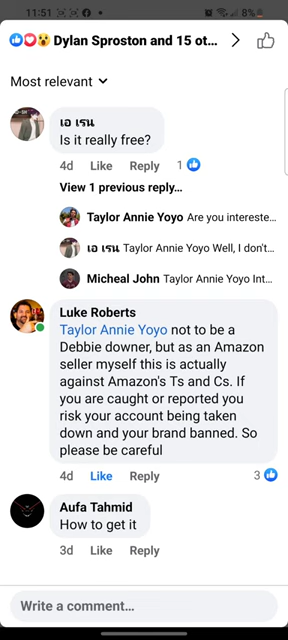 11:51
8%
Dylan Sproston and 15 ot...
Most relevant
เอ เรน
Is it really free?
4d Like Reply 1
View 1 previous reply...
Taylor Annie Yoyo Are you intereste...
เอ เรน Taylor Annie Yoyo Well, I don't...
Micheal John Taylor Annie Yoyo Int...
Luke Roberts
Taylor Annie Yoyo not to be a
Debbie downer, but as an Amazon
seller myself this is actually
against Amazon's Ts and Cs. If
you are caught or reported you
risk your account being taken
down and your brand banned. So
please be careful
4d Like Reply 3
Aufa Tahmid
How to get it
3d Like Reply
Write a comment...